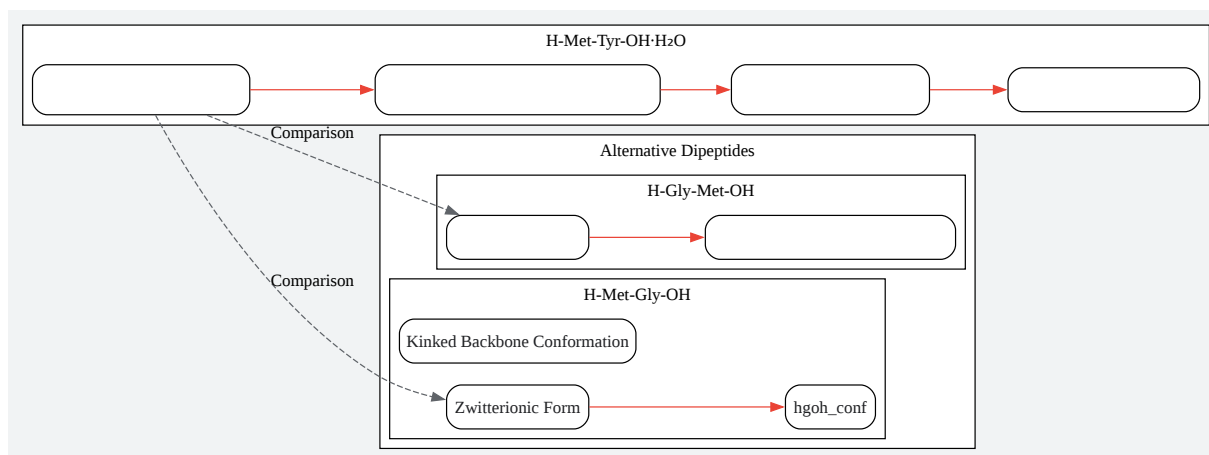 H-Met-Tyr-OH·H₂O
Comparison
Alternative Dipeptides
H-Gly-Met-OH
Comparison
H-Met-Gly-OH
Kinked Backbone Conformation
Zwitterionic Form
hgoh_conf